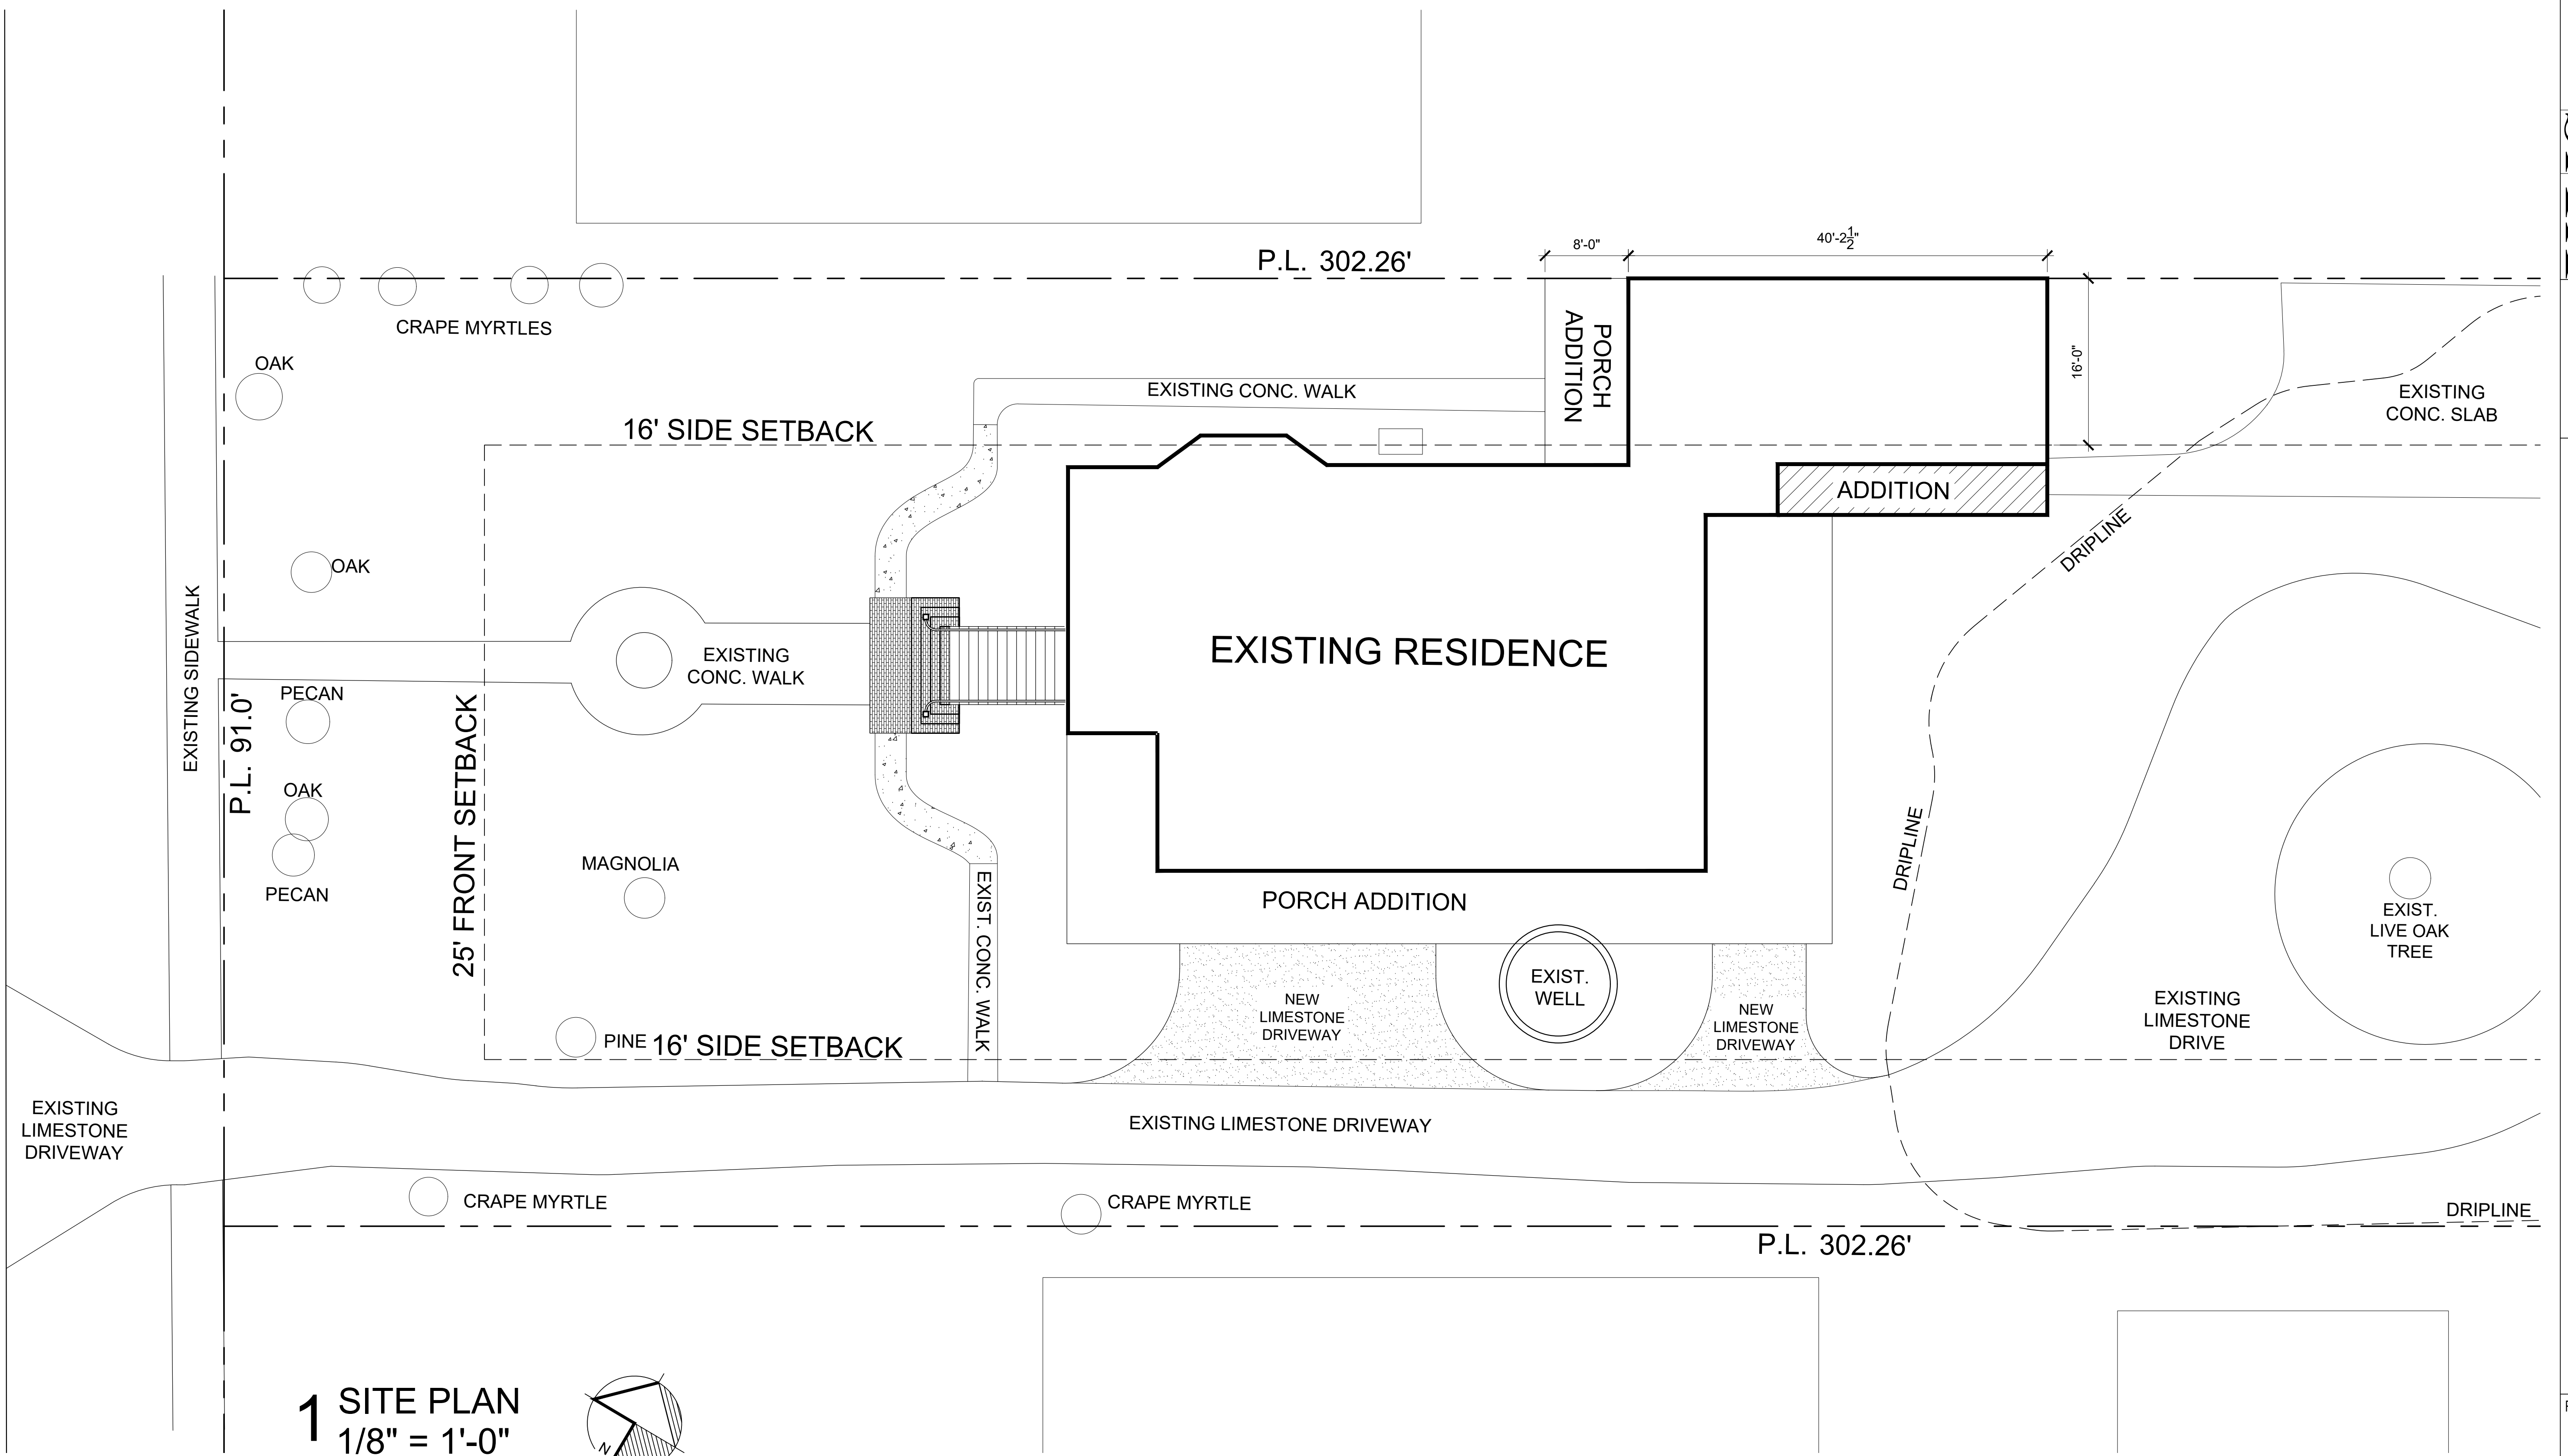 8'-0"
40'-2 1/2"
P.L. 302.26'
CRAPE MYRTLES
PORCH
ADDITION
16'-0"
OAK
EXISTING CONC. WALK
EXISTING
CONC. SLAB
16' SIDE SETBACK
ADDITION
DRIPLINE
OAK
EXISTING SIDEWALK
EXISTING RESIDENCE
EXISTING
CONC. WALK
PECAN
P.L. 91.0'
25' FRONT SETBACK
OAK
DRIPLINE
MAGNOLIA
PECAN
EXIST. CONC. WALK
PORCH ADDITION
EXIST.
LIVE OAK
TREE
EXIST.
WELL
NEW
LIMESTONE
DRIVEWAY
NEW
LIMESTONE
DRIVEWAY
EXISTING
LIMESTONE
DRIVE
PINE
16' SIDE SETBACK
EXISTING
LIMESTONE
DRIVEWAY
EXISTING LIMESTONE DRIVEWAY
CRAPE MYRTLE
CRAPE MYRTLE
DRIPLINE
P.L. 302.26'
1 SITE PLAN
1/8" = 1'-0"
N